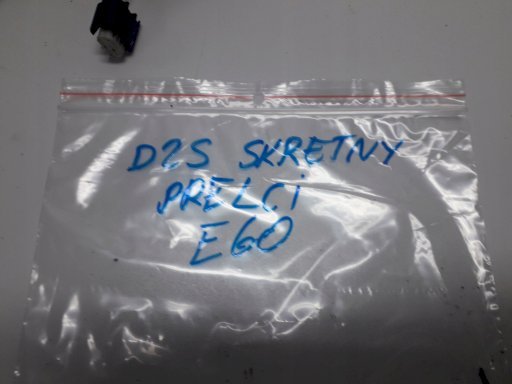 D2S SKRETNY
PRELCI
E60